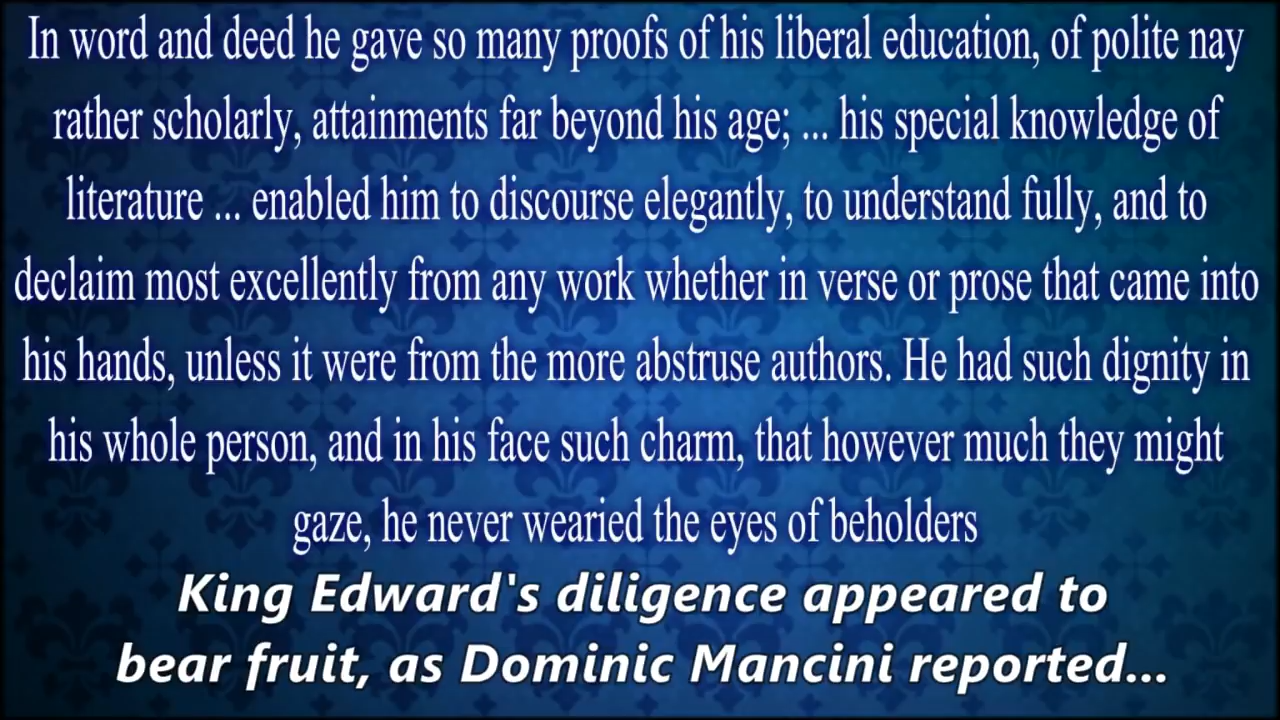 In word and deed he gave so many proofs of his liberal education, of polite nay
rather scholarly, attainments far beyond his age; ... his special knowledge of
literature ... enabled him to discourse elegantly, to understand fully, and to
declaim most excellently from any work whether in verse or prose that came into
his hands, unless it were from the more abstruse authors. He had such dignity in
his whole person, and in his face such charm, that however much they might
gaze, he never wearied the eyes of beholders
King Edward's diligence appeared to
bear fruit, as Dominic Mancini reported...